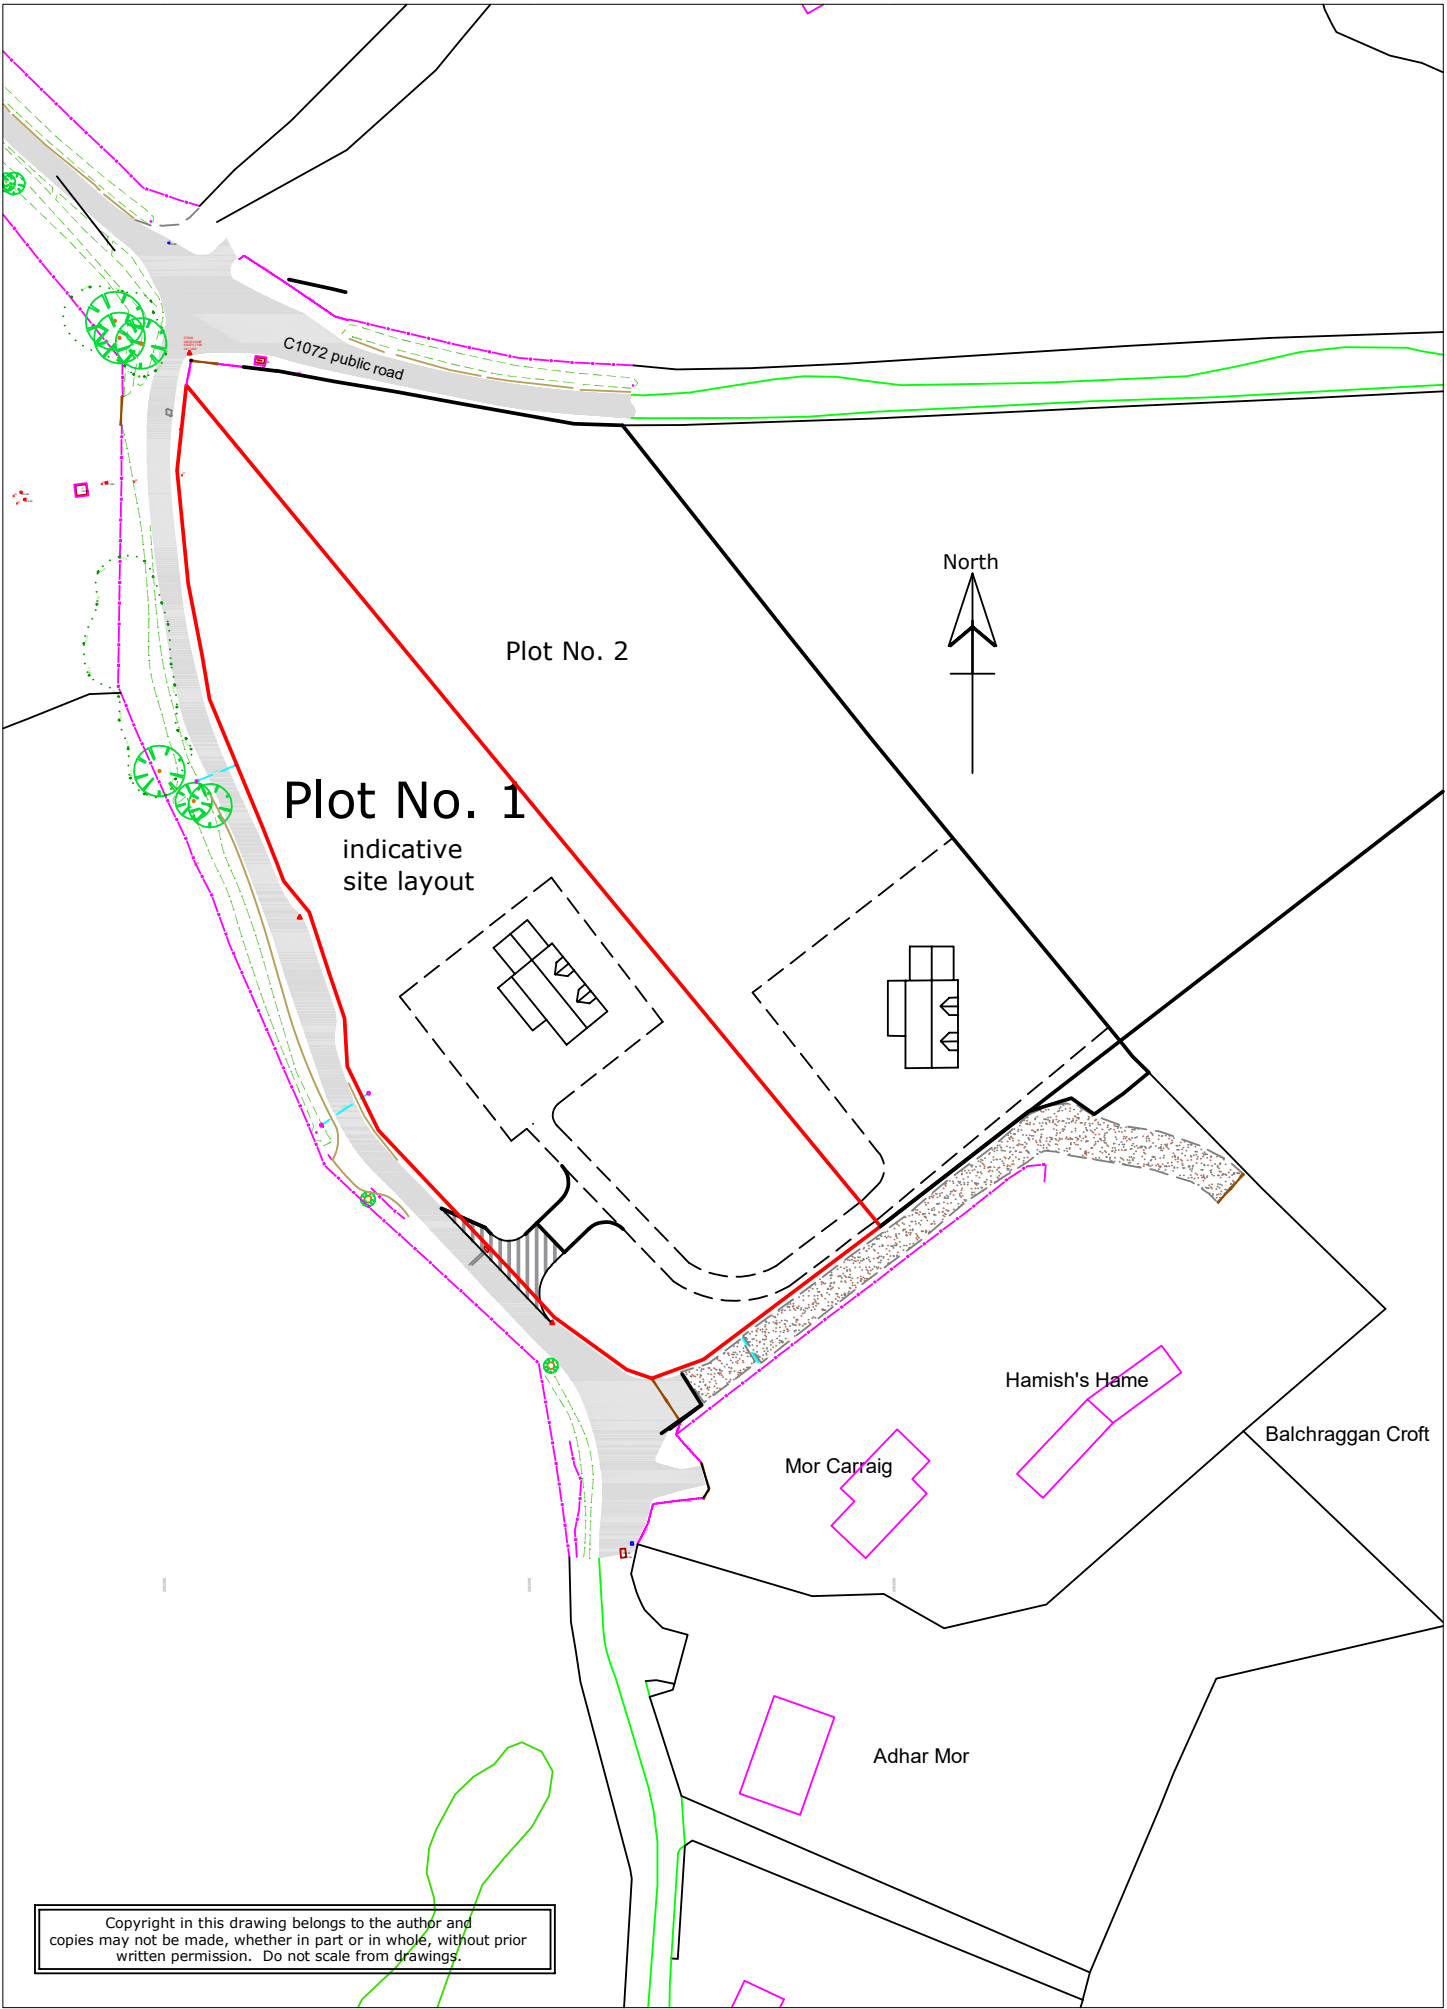 C1072 public road
North
Plot No. 2
Plot No. 1
indicative
site layout
Hamish's Hame
Balchraggan Croft
Mor Carraig
Adhar Mor
Copyright in this drawing belongs to the author and
copies may not be made, whether in part or in whole, without prior
written permission.  Do not scale from drawings.